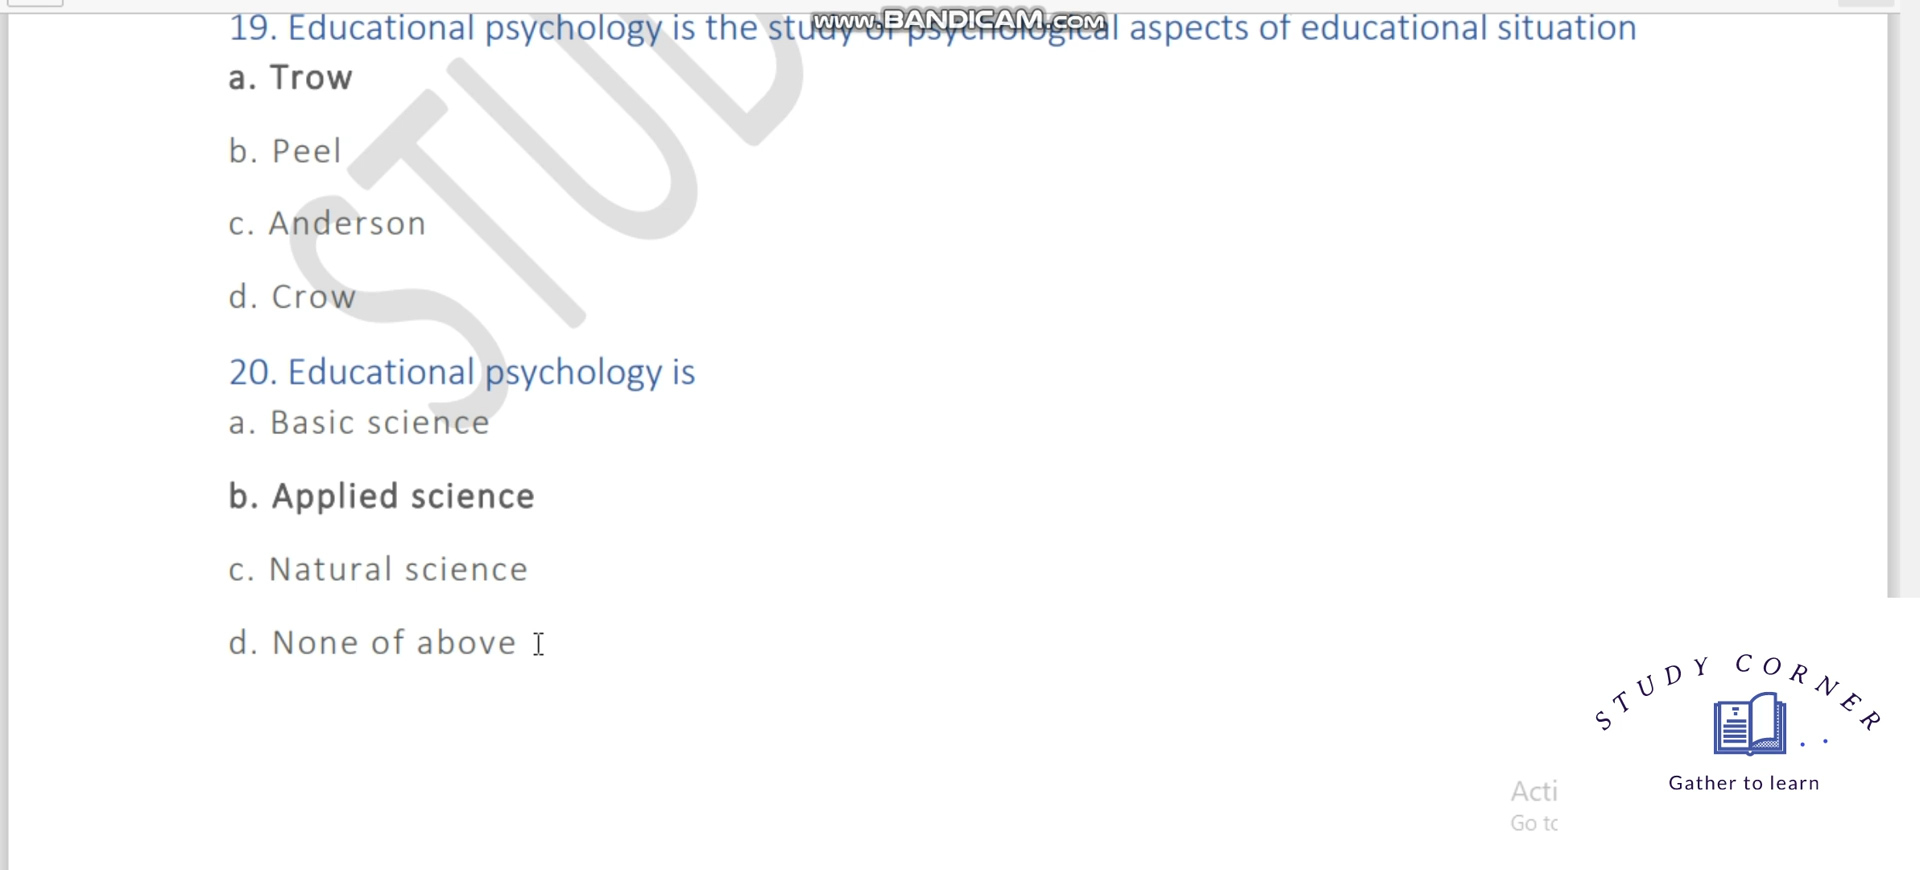 www.BANDICAM.COM
19. Educational psychology is the study of psychological aspects of educational situation
a. Trow
b. Peel
c. Anderson
d. Crow
20. Educational psychology is
a. Basic science
b. Applied science
c. Natural science
d. None of above
STUDY CORNER
Gather to learn
Acti
Go to
STUD